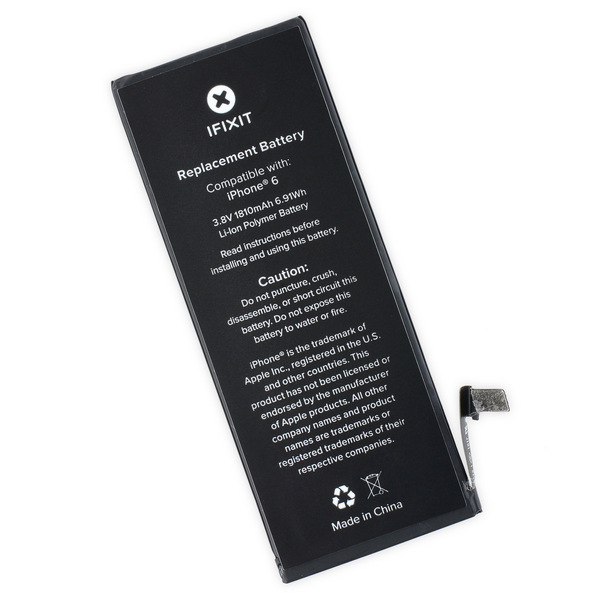 IFIXIT
Replacement Battery
Compatible with:
iPhone® 6
3.8V 1810mAh 6.91Wh
Li-Ion Polymer Battery
Read instructions before
installing and using this battery.
Caution:
Do not puncture, crush,
disassemble, or short circuit this
battery. Do not expose this
battery to water or fire.
iPhone® is the trademark of
Apple Inc., registered in the U.S.
and other countries. This
product has not been licensed or
endorsed by the manufacturer
of Apple products. All other
company names and product
names are trademarks or
registered trademarks of their
respective companies.
Made in China